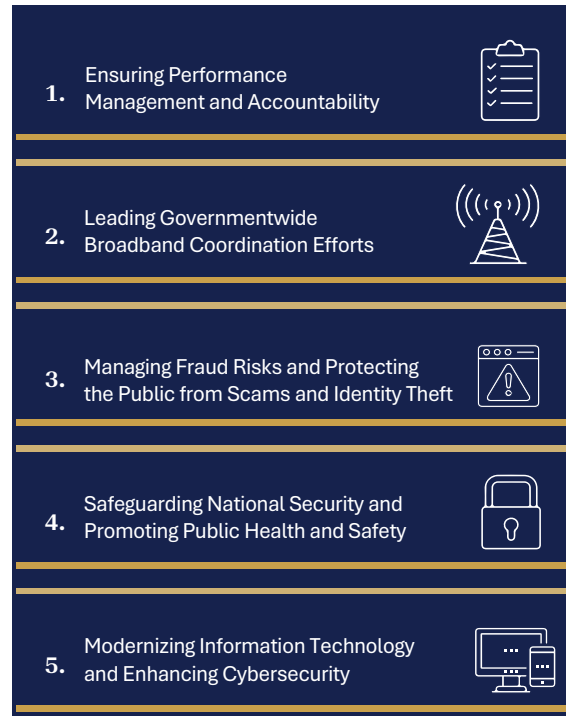 1. Ensuring Performance
Management and Accountability
2. Leading Governmentwide
Broadband Coordination Efforts
3. Managing Fraud Risks and Protecting
the Public from Scams and Identity Theft
4. Safeguarding National Security and
Promoting Public Health and Safety
5. Modernizing Information Technology
and Enhancing Cybersecurity